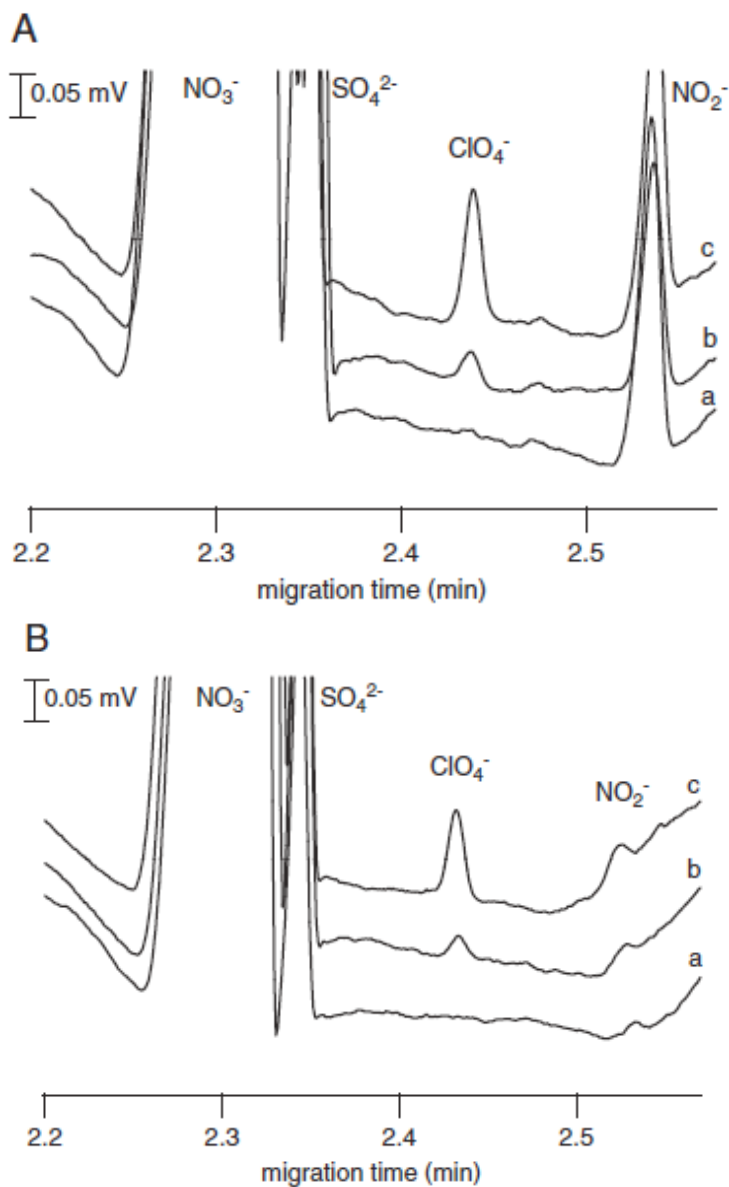 A
0.05 mV
NO₃⁻ SO₄²⁻ NO₂⁻
ClO₄⁻
c
b
a
2.2 2.3 2.4 2.5
migration time (min)
B
0.05 mV
NO₃⁻ SO₄²⁻
ClO₄⁻
NO₂⁻
c
b
a
2.2 2.3 2.4 2.5
migration time (min)